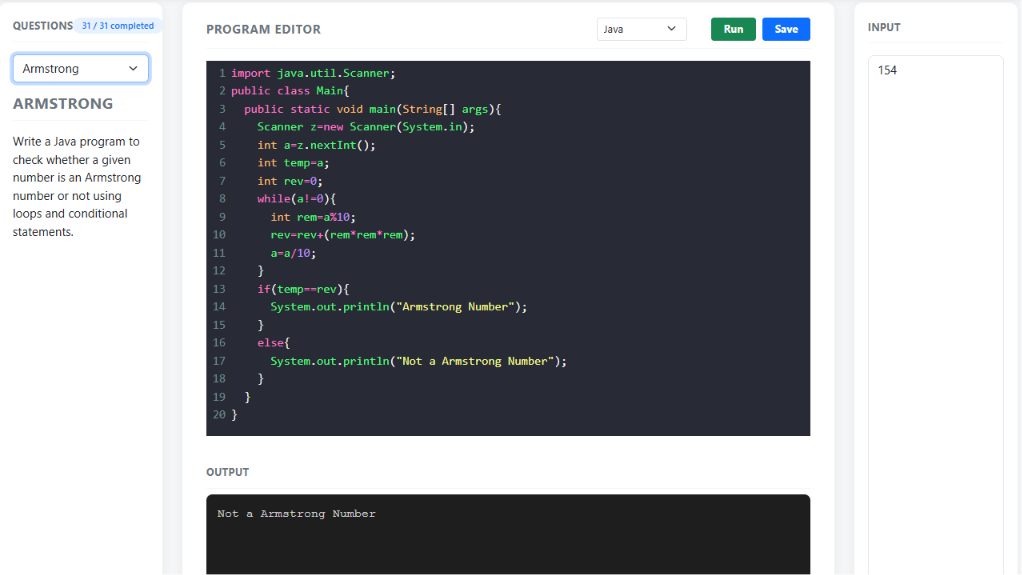 QUESTIONS 31 / 31 completed
Armstrong
ARMSTRONG
Write a Java program to
check whether a given
number is an Armstrong
number or not using
loops and conditional
statements.
PROGRAM EDITOR
Java
Run
Save
1 import java.util.Scanner;
2 public class Main{
3   public static void main(String[] args){
4     Scanner z=new Scanner(System.in);
5     int a=z.nextInt();
6     int temp=a;
7     int rev=0;
8     while(a!=0){
9       int rem=a%10;
10       rev=rev+(rem*rem*rem);
11       a=a/10;
12     }
13     if(temp==rev){
14       System.out.println("Armstrong Number");
15     }
16     else{
17       System.out.println("Not a Armstrong Number");
18     }
19   }
20 }
OUTPUT
Not a Armstrong Number
INPUT
154